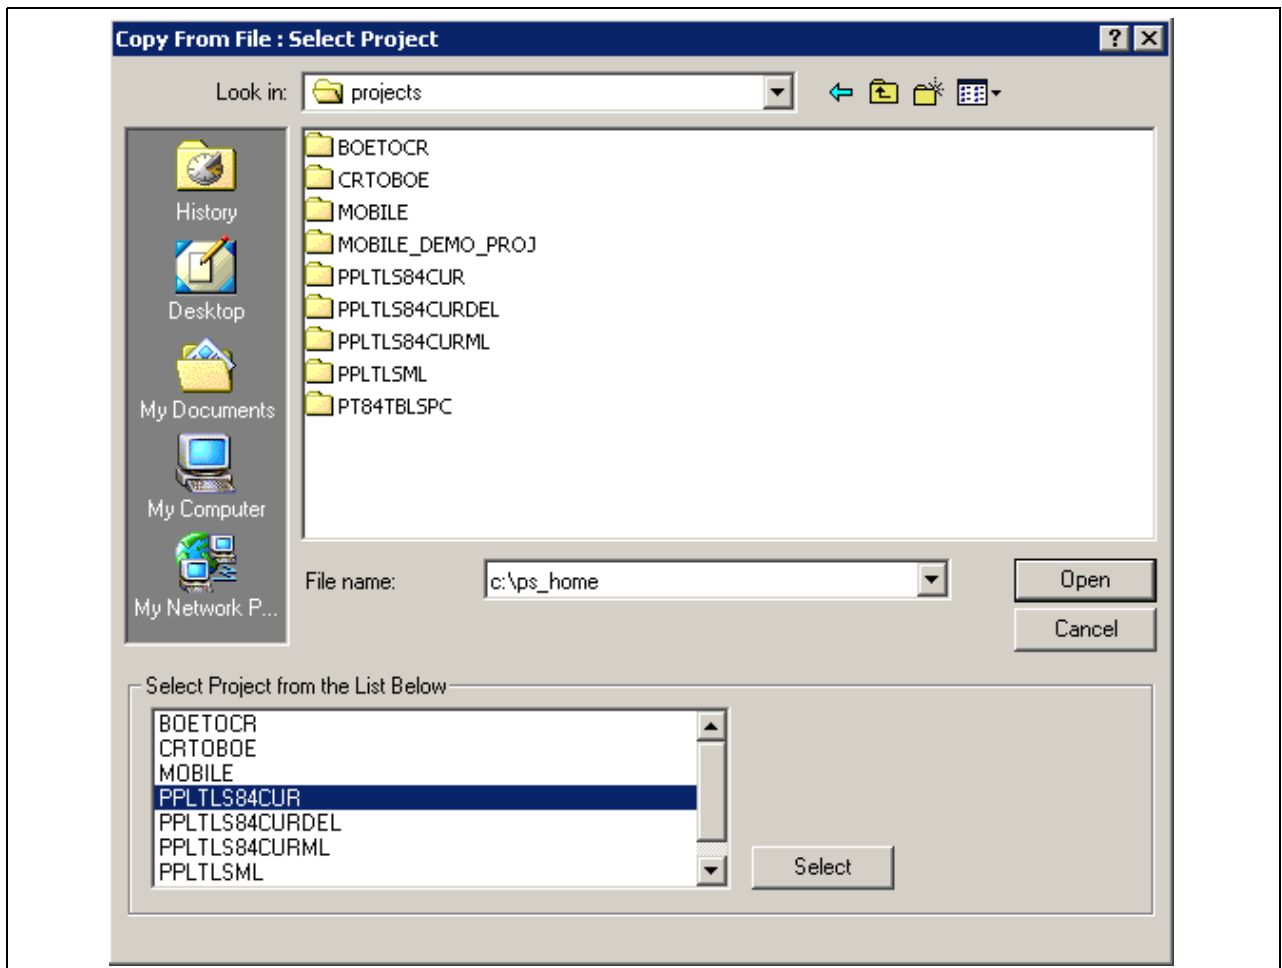 Copy From File : Select Project
Look in: projects
History
Desktop
My Documents
My Computer
My Network P...
BOETOCR
CRTOBOE
MOBILE
MOBILE_DEMO_PROJ
PPLTLS84CUR
PPLTLS84CURDEL
PPLTLS84CURML
PPLTLSML
PT84TBLSPC
File name: c:\ps_home
Open
Cancel
Select Project from the List Below
BOETOCR
CRTOBOE
MOBILE
PPLTLS84CUR
PPLTLS84CURDEL
PPLTLS84CURML
PPLTLSML
Select